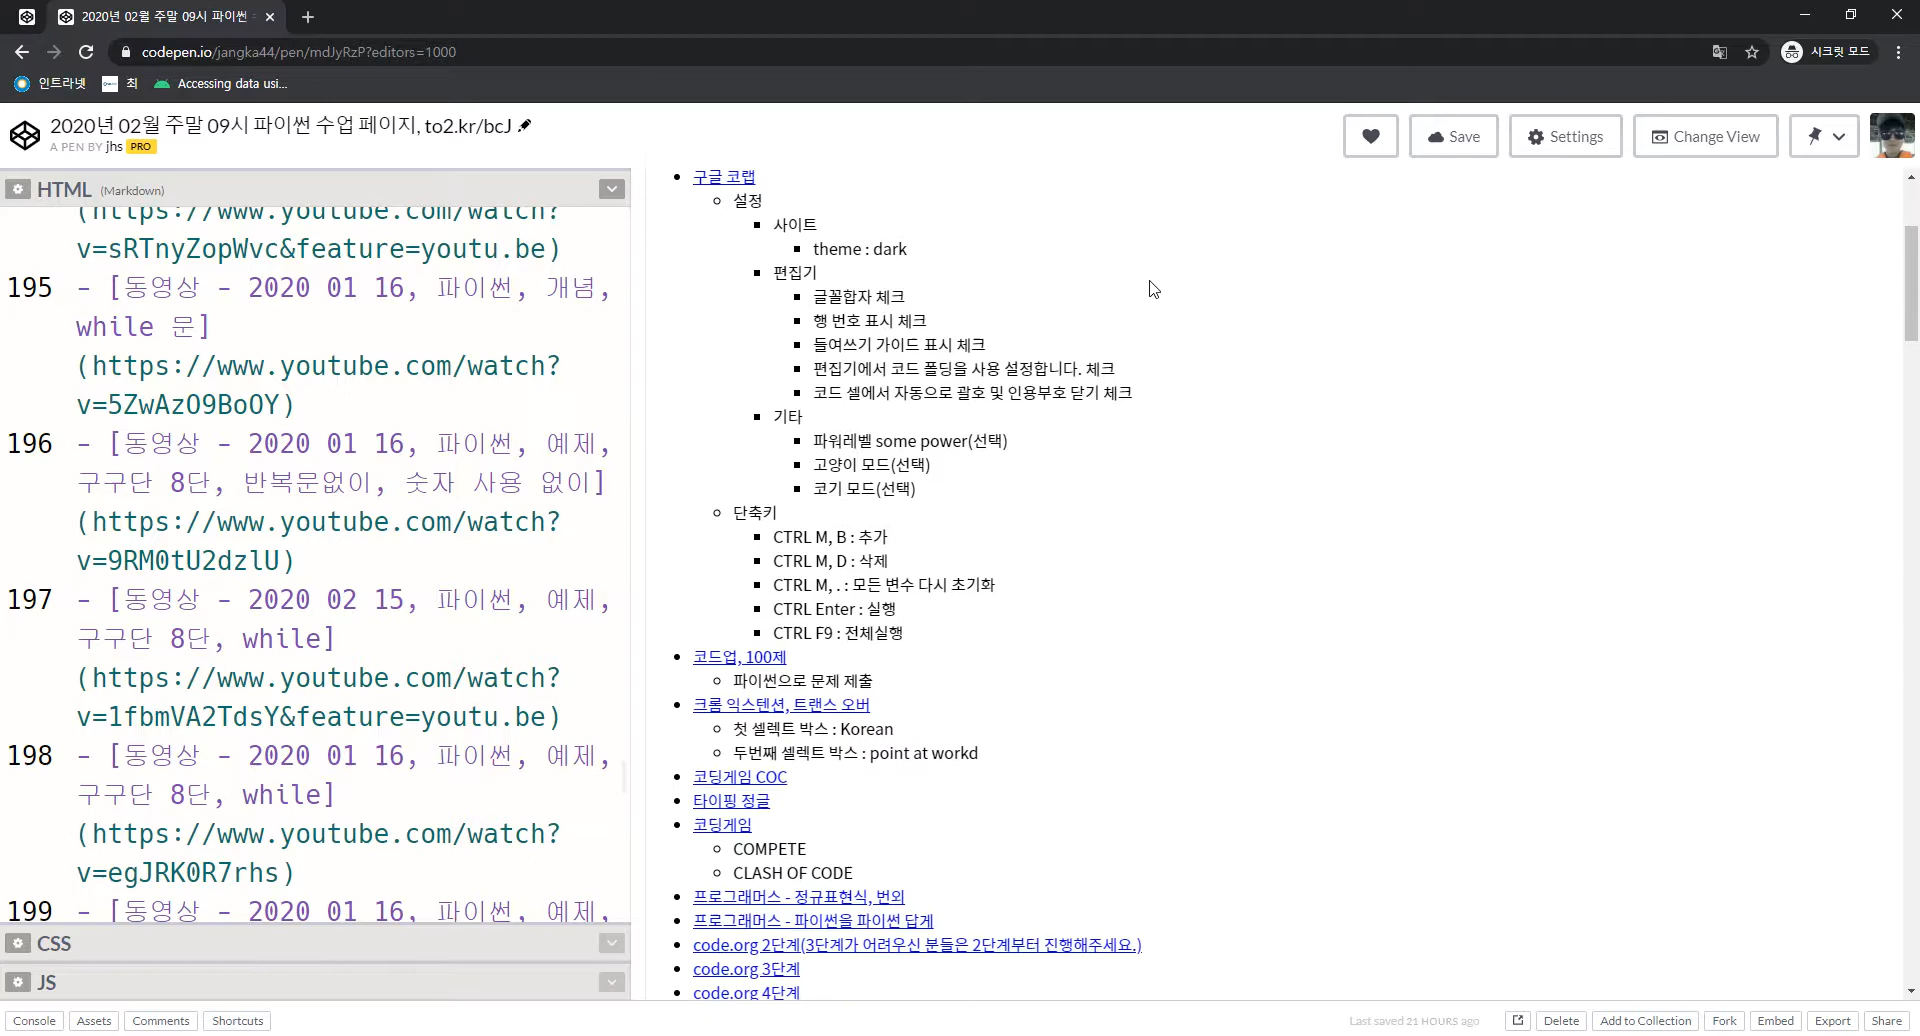 2020년 02월 주말 09시 파이썬
codepen.io/jangka44/pen/mdJyRzP?editors=1000
시크릿 모드
인트라넷
최
Accessing data usi...
2020년 02월 주말 09시 파이썬 수업 페이지, to2.kr/bcJ
A PEN BY jhs PRO
Save
Settings
Change View
HTML (Markdown)
(https://www.youtube.com/watch?
v=sRTnyZopWvc&feature=youtu.be)
195 - [동영상 - 2020 01 16, 파이썬, 개념,
while 문]
(https://www.youtube.com/watch?
v=5ZwAzO9BoOY)
196 - [동영상 - 2020 01 16, 파이썬, 예제,
구구단 8단, 반복문없이, 숫자 사용 없이]
(https://www.youtube.com/watch?
v=9RM0tU2dzlU)
197 - [동영상 - 2020 02 15, 파이썬, 예제,
구구단 8단, while]
(https://www.youtube.com/watch?
v=1fbmVA2TdsY&feature=youtu.be)
198 - [동영상 - 2020 01 16, 파이썬, 예제,
구구단 8단, while]
(https://www.youtube.com/watch?
v=egJRK0R7rhs)
199 - [동영상 - 2020 01 16, 파이썬, 예제,
CSS
JS
구글 코랩
설정
사이트
theme : dark
편집기
글꼴합자 체크
행 번호 표시 체크
들여쓰기 가이드 표시 체크
편집기에서 코드 폴딩을 사용 설정합니다. 체크
코드 셀에서 자동으로 괄호 및 인용부호 닫기 체크
기타
파워레벨 some power(선택)
고양이 모드(선택)
코기 모드(선택)
단축키
CTRL M, B : 추가
CTRL M, D : 삭제
CTRL M, . : 모든 변수 다시 초기화
CTRL Enter : 실행
CTRL F9 : 전체실행
코드업, 100제
파이썬으로 문제 제출
크롬 익스텐션, 트랜스 오버
첫 셀렉트 박스 : Korean
두번째 셀렉트 박스 : point at workd
코딩게임 COC
타이핑 정글
코딩게임
COMPETE
CLASH OF CODE
프로그래머스 - 정규표현식, 번외
프로그래머스 - 파이썬을 파이썬 답게
code.org 2단계(3단계가 어려우신 분들은 2단계부터 진행해주세요.)
code.org 3단계
code.org 4단계
Console
Assets
Comments
Shortcuts
Last saved 21 HOURS ago
Delete
Add to Collection
Fork
Embed
Export
Share